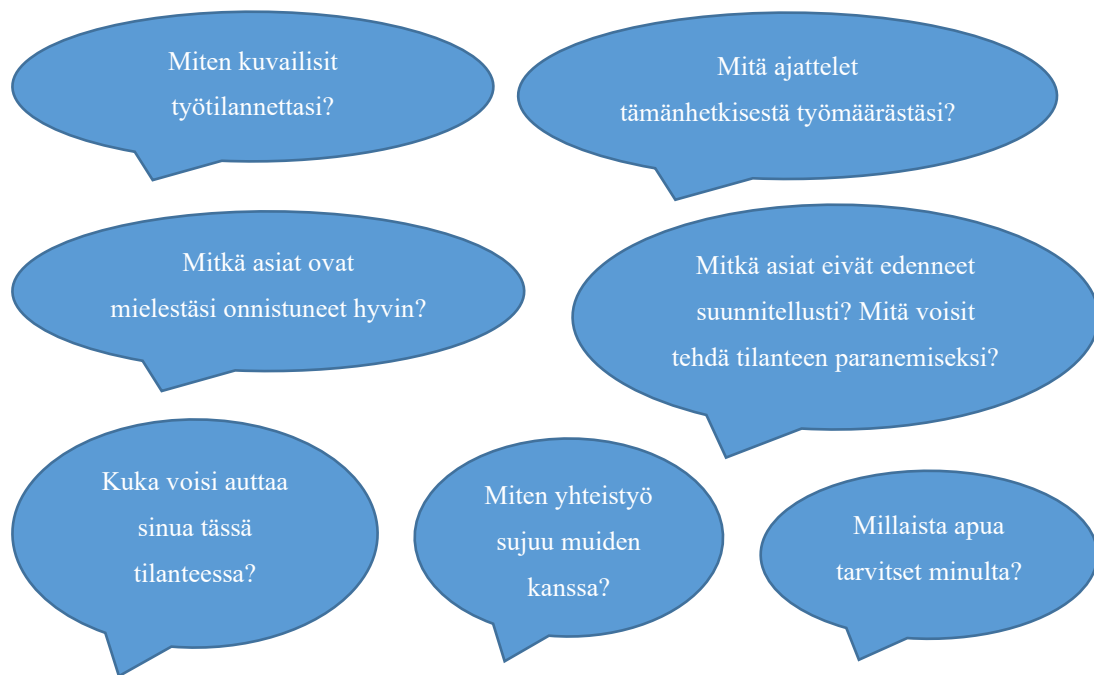 Miten kuvailisit
työtilannettasi?
Mitä ajattelet
tämänhetkisestä työmäärästäsi?
Mitkä asiat ovat
mielestäsi onnistuneet hyvin?
Mitkä asiat eivät edenneet
suunnitellusti? Mitä voisit
tehdä tilanteen paranemiseksi?
Kuka voisi auttaa
sinua tässä
tilanteessa?
Miten yhteistyö
sujuu muiden
kanssa?
Millaista apua
tarvitset minulta?